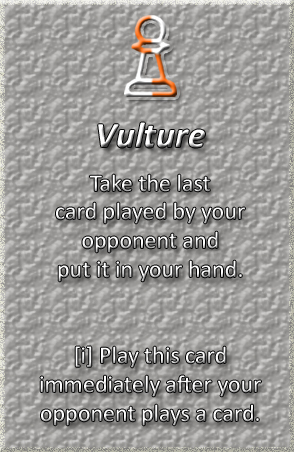 Vulture
Take the last
card played by your
opponent and
put it in your hand.
[i] Play this card
immediately after your
opponent plays a card.